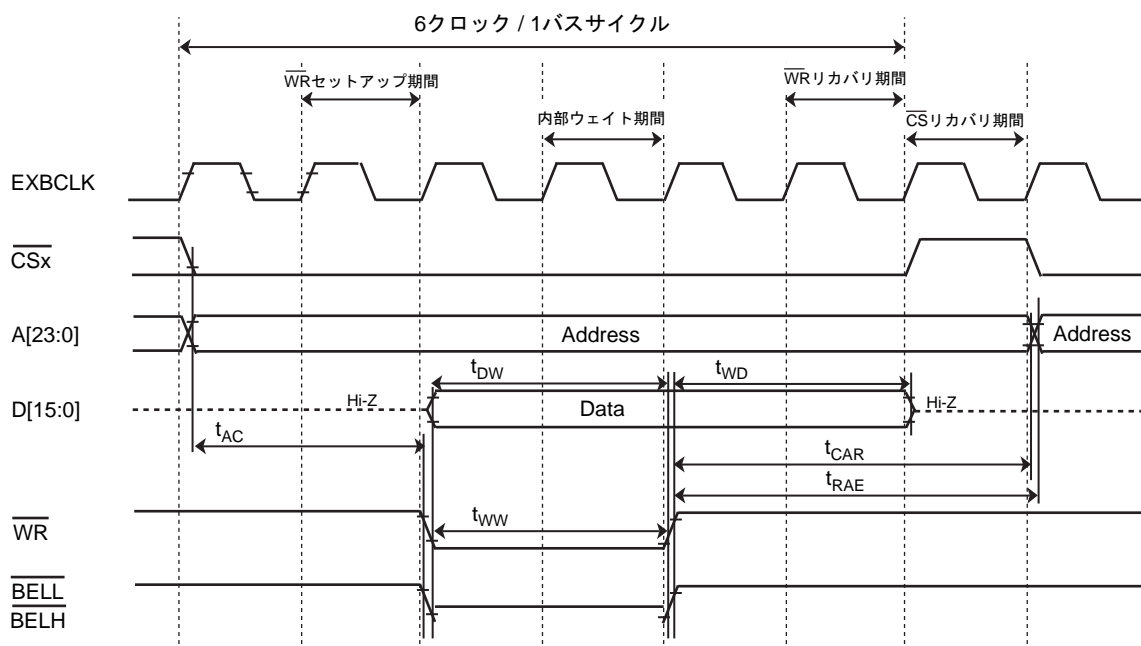 6クロック / 1バスサイクル
WRセットアップ期間
WRリカバリ期間
内部ウェイト期間
CSリカバリ期間
EXBCLK
CSx
A[23:0]
Address
Address
tDW
tWD
D[15:0]
Hi-Z
Data
Hi-Z
tAC
tCAR
tRAE
WR
tWW
BELL
BELH